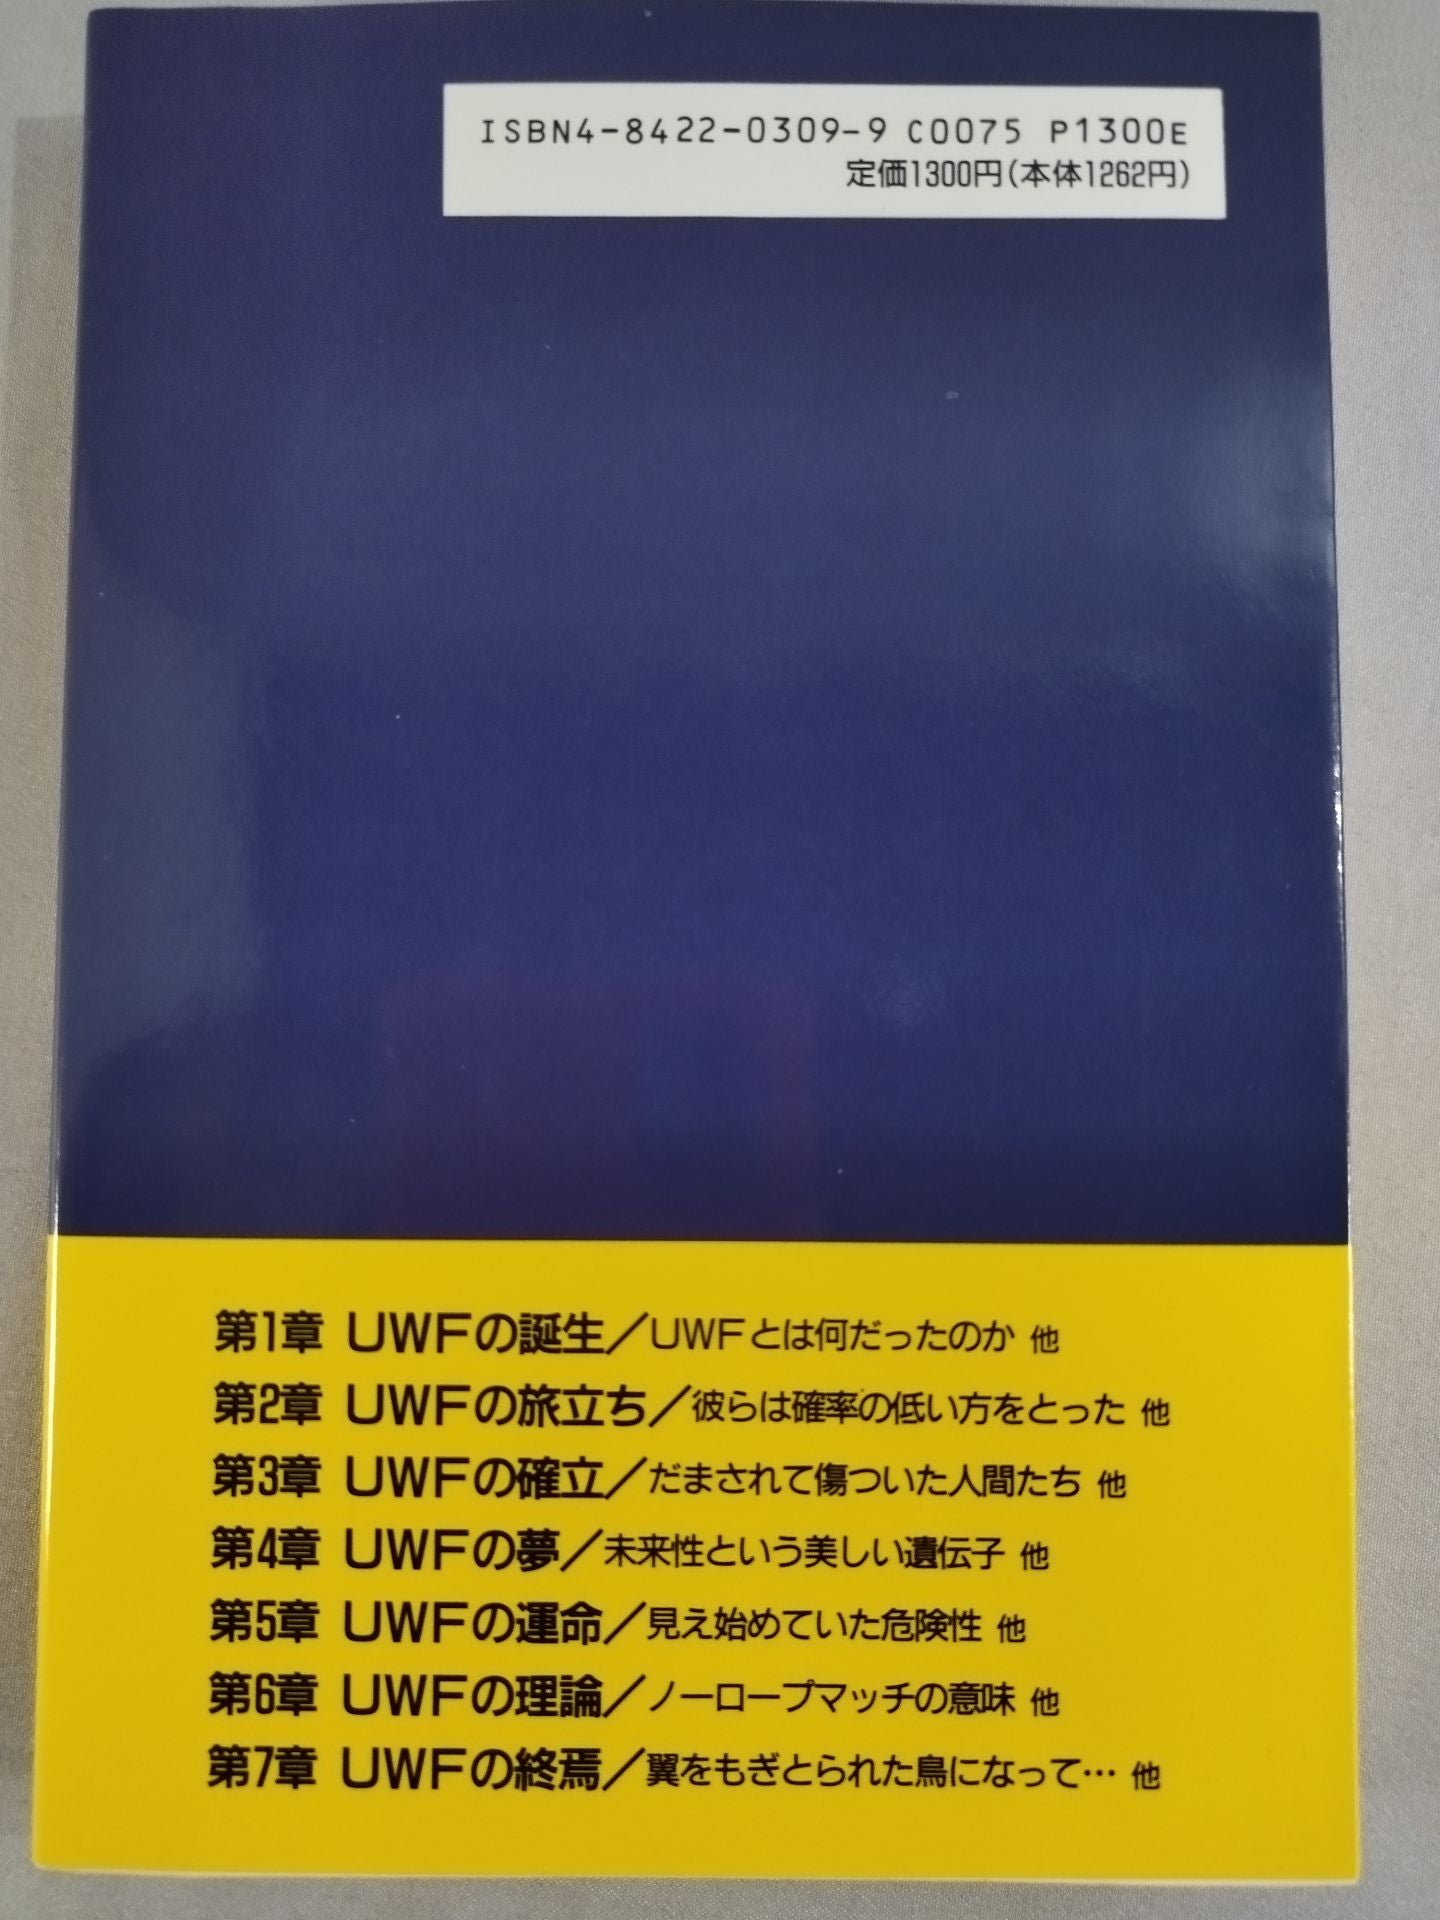 ISBN4-8422-0309-9 C0075 P1300E
定価1300円(本体1262円)
第1章 UWFの誕生／UWFとは何だったのか 他
第2章 UWFの旅立ち／彼らは確率の低い方をとった 他
第3章 UWFの確立／だまされて傷ついた人間たち 他
第4章 UWFの夢／未来性という美しい遺伝子 他
第5章 UWFの運命／見え始めていた危険性 他
第6章 UWFの理論／ノーロープマッチの意味 他
第7章 UWFの終焉／翼をもぎとられた鳥になって… 他